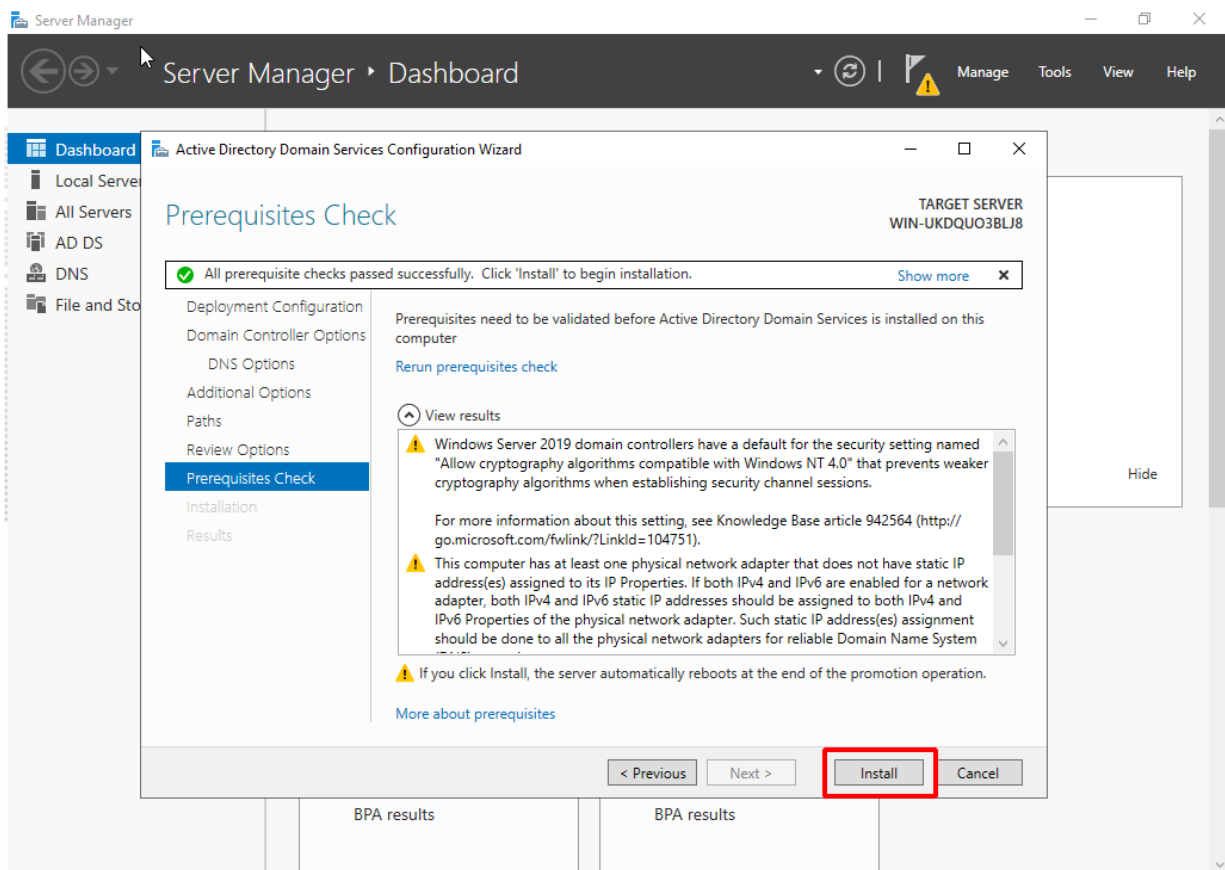 Server Manager
Server Manager ‣ Dashboard
Manage
Tools
View
Help
Dashboard
Local Server
All Servers
AD DS
DNS
File and Sto
Active Directory Domain Services Configuration Wizard
Prerequisites Check
TARGET SERVER
WIN-UKDQUO3BLJ8
All prerequisite checks passed successfully. Click 'Install' to begin installation.
Show more
Deployment Configuration
Domain Controller Options
DNS Options
Additional Options
Paths
Review Options
Prerequisites Check
Installation
Results
Prerequisites need to be validated before Active Directory Domain Services is installed on this
computer
Rerun prerequisites check
View results
Windows Server 2019 domain controllers have a default for the security setting named
"Allow cryptography algorithms compatible with Windows NT 4.0" that prevents weaker
cryptography algorithms when establishing security channel sessions.
For more information about this setting, see Knowledge Base article 942564 (http://
go.microsoft.com/fwlink/?LinkId=104751).
This computer has at least one physical network adapter that does not have static IP
address(es) assigned to its IP Properties. If both IPv4 and IPv6 are enabled for a network
adapter, both IPv4 and IPv6 static IP addresses should be assigned to both IPv4 and
IPv6 Properties of the physical network adapter. Such static IP address(es) assignment
should be done to all the physical network adapters for reliable Domain Name System
If you click Install, the server automatically reboots at the end of the promotion operation.
More about prerequisites
< Previous
Next >
Install
Cancel
Hide
BPA results
BPA results